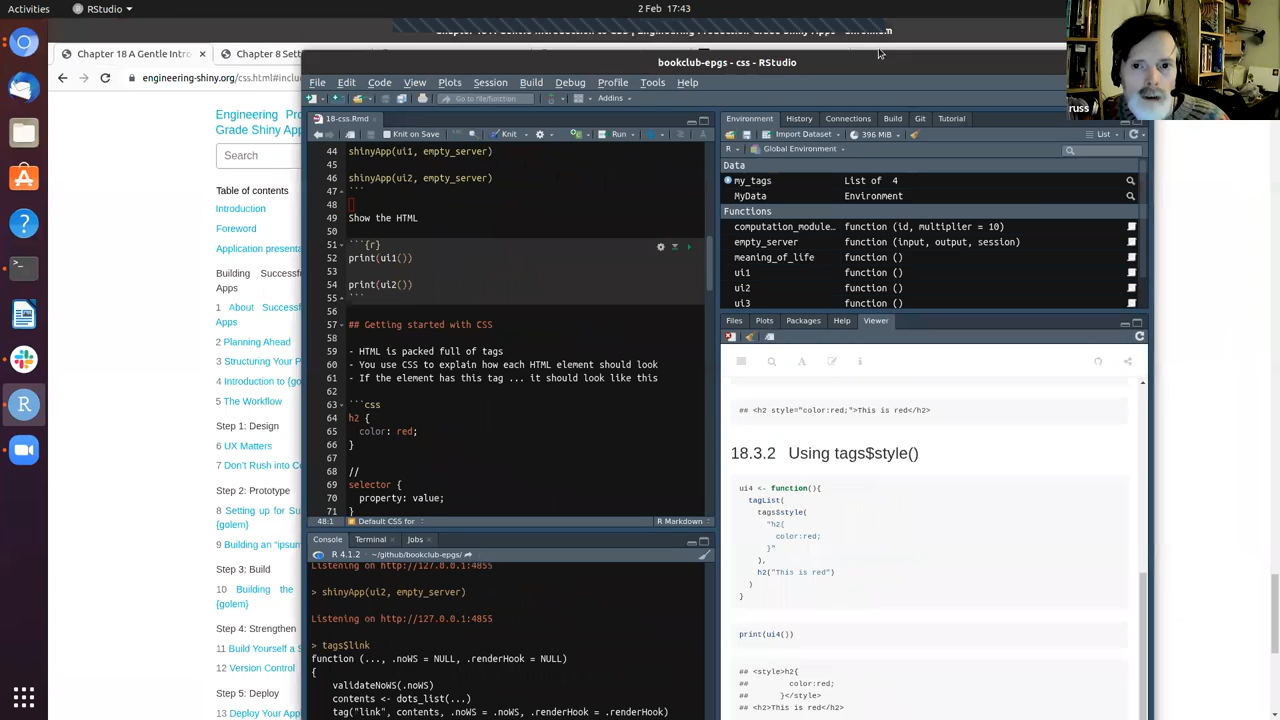 Activities
RStudio
2 Feb 17:43
Chapter 18 A Gentle Intro
Chapter 8 Sett
engineering-shiny.org/css.html#inclu
Engineering Pro
Grade Shiny App
Search
Table of contents
Introduction
Foreword
Application presenta
Building Successf
Apps
1 About Successf
Apps
2 Planning Ahead
3 Structuring Your P
4 Introduction to {gol
5 The Workflow
Step 1: Design
6 UX Matters
7 Don't Rush into Co
Step 2: Prototype
8 Setting up for Su
{golem}
9 Building an "ipsum
Step 3: Build
10 Building the
{golem}
Step 4: Strengthen
11 Build Yourself a S
12 Version Control
Step 5: Deploy
13 Deploy Your App
bookclub-epgs - css - RStudio
File Edit Code View Plots Session Build Debug Profile Tools Help
Go to file/function
Addins
18-css.Rmd
Knit on Save
Knit
Run
44 shinyApp(ui1, empty_server)
45
46 shinyApp(ui2, empty_server)
47 ```
48
49 Show the HTML
50
51 ```{r}
52 print(ui1())
53
54 print(ui2())
55 ```
56
57 ## Getting started with CSS
58
59 - HTML is packed full of tags
60 - You use CSS to explain how each HTML element should look
61 - If the element has this tag ... it should look like this
62
63 ```css
64 h2 {
65 color: red;
66 }
67
68 //
69 selector {
70 property: value;
71 }
48:1
Default CSS for
R Markdown
Console
Terminal
Jobs
R 4.1.2 · ~/github/bookclub-epgs/
Listening on http://127.0.0.1:4855
> shinyApp(ui2, empty_server)
Listening on http://127.0.0.1:4855
> tags$link
function (..., .noWS = NULL, .renderHook = NULL)
{
validateNoWS(.noWS)
contents <- dots_list(...)
tag("link", contents, .noWS = .noWS, .renderHook = .renderHook)
Environment History Connections Build Git Tutorial
Import Dataset
396 MiB
List
R
Global Environment
Data
my_tags List of 4
MyData Environment
Functions
computation_module… function (id, multiplier = 10)
empty_server function (input, output, session)
meaning_of_life function ()
ui1 function ()
ui2 function ()
ui3 function ()
Files Plots Packages Help Viewer
## <h2 style="color:red;">This is red</h2>
18.3.2 Using tags$style()
ui4 <- function(){
tagList(
tags$style(
"h2{
color:red;
}"
),
h2("This is red")
)
}
print(ui4())
## <style>h2{
## color:red;
## }</style>
## <h2>This is red</h2>
russ